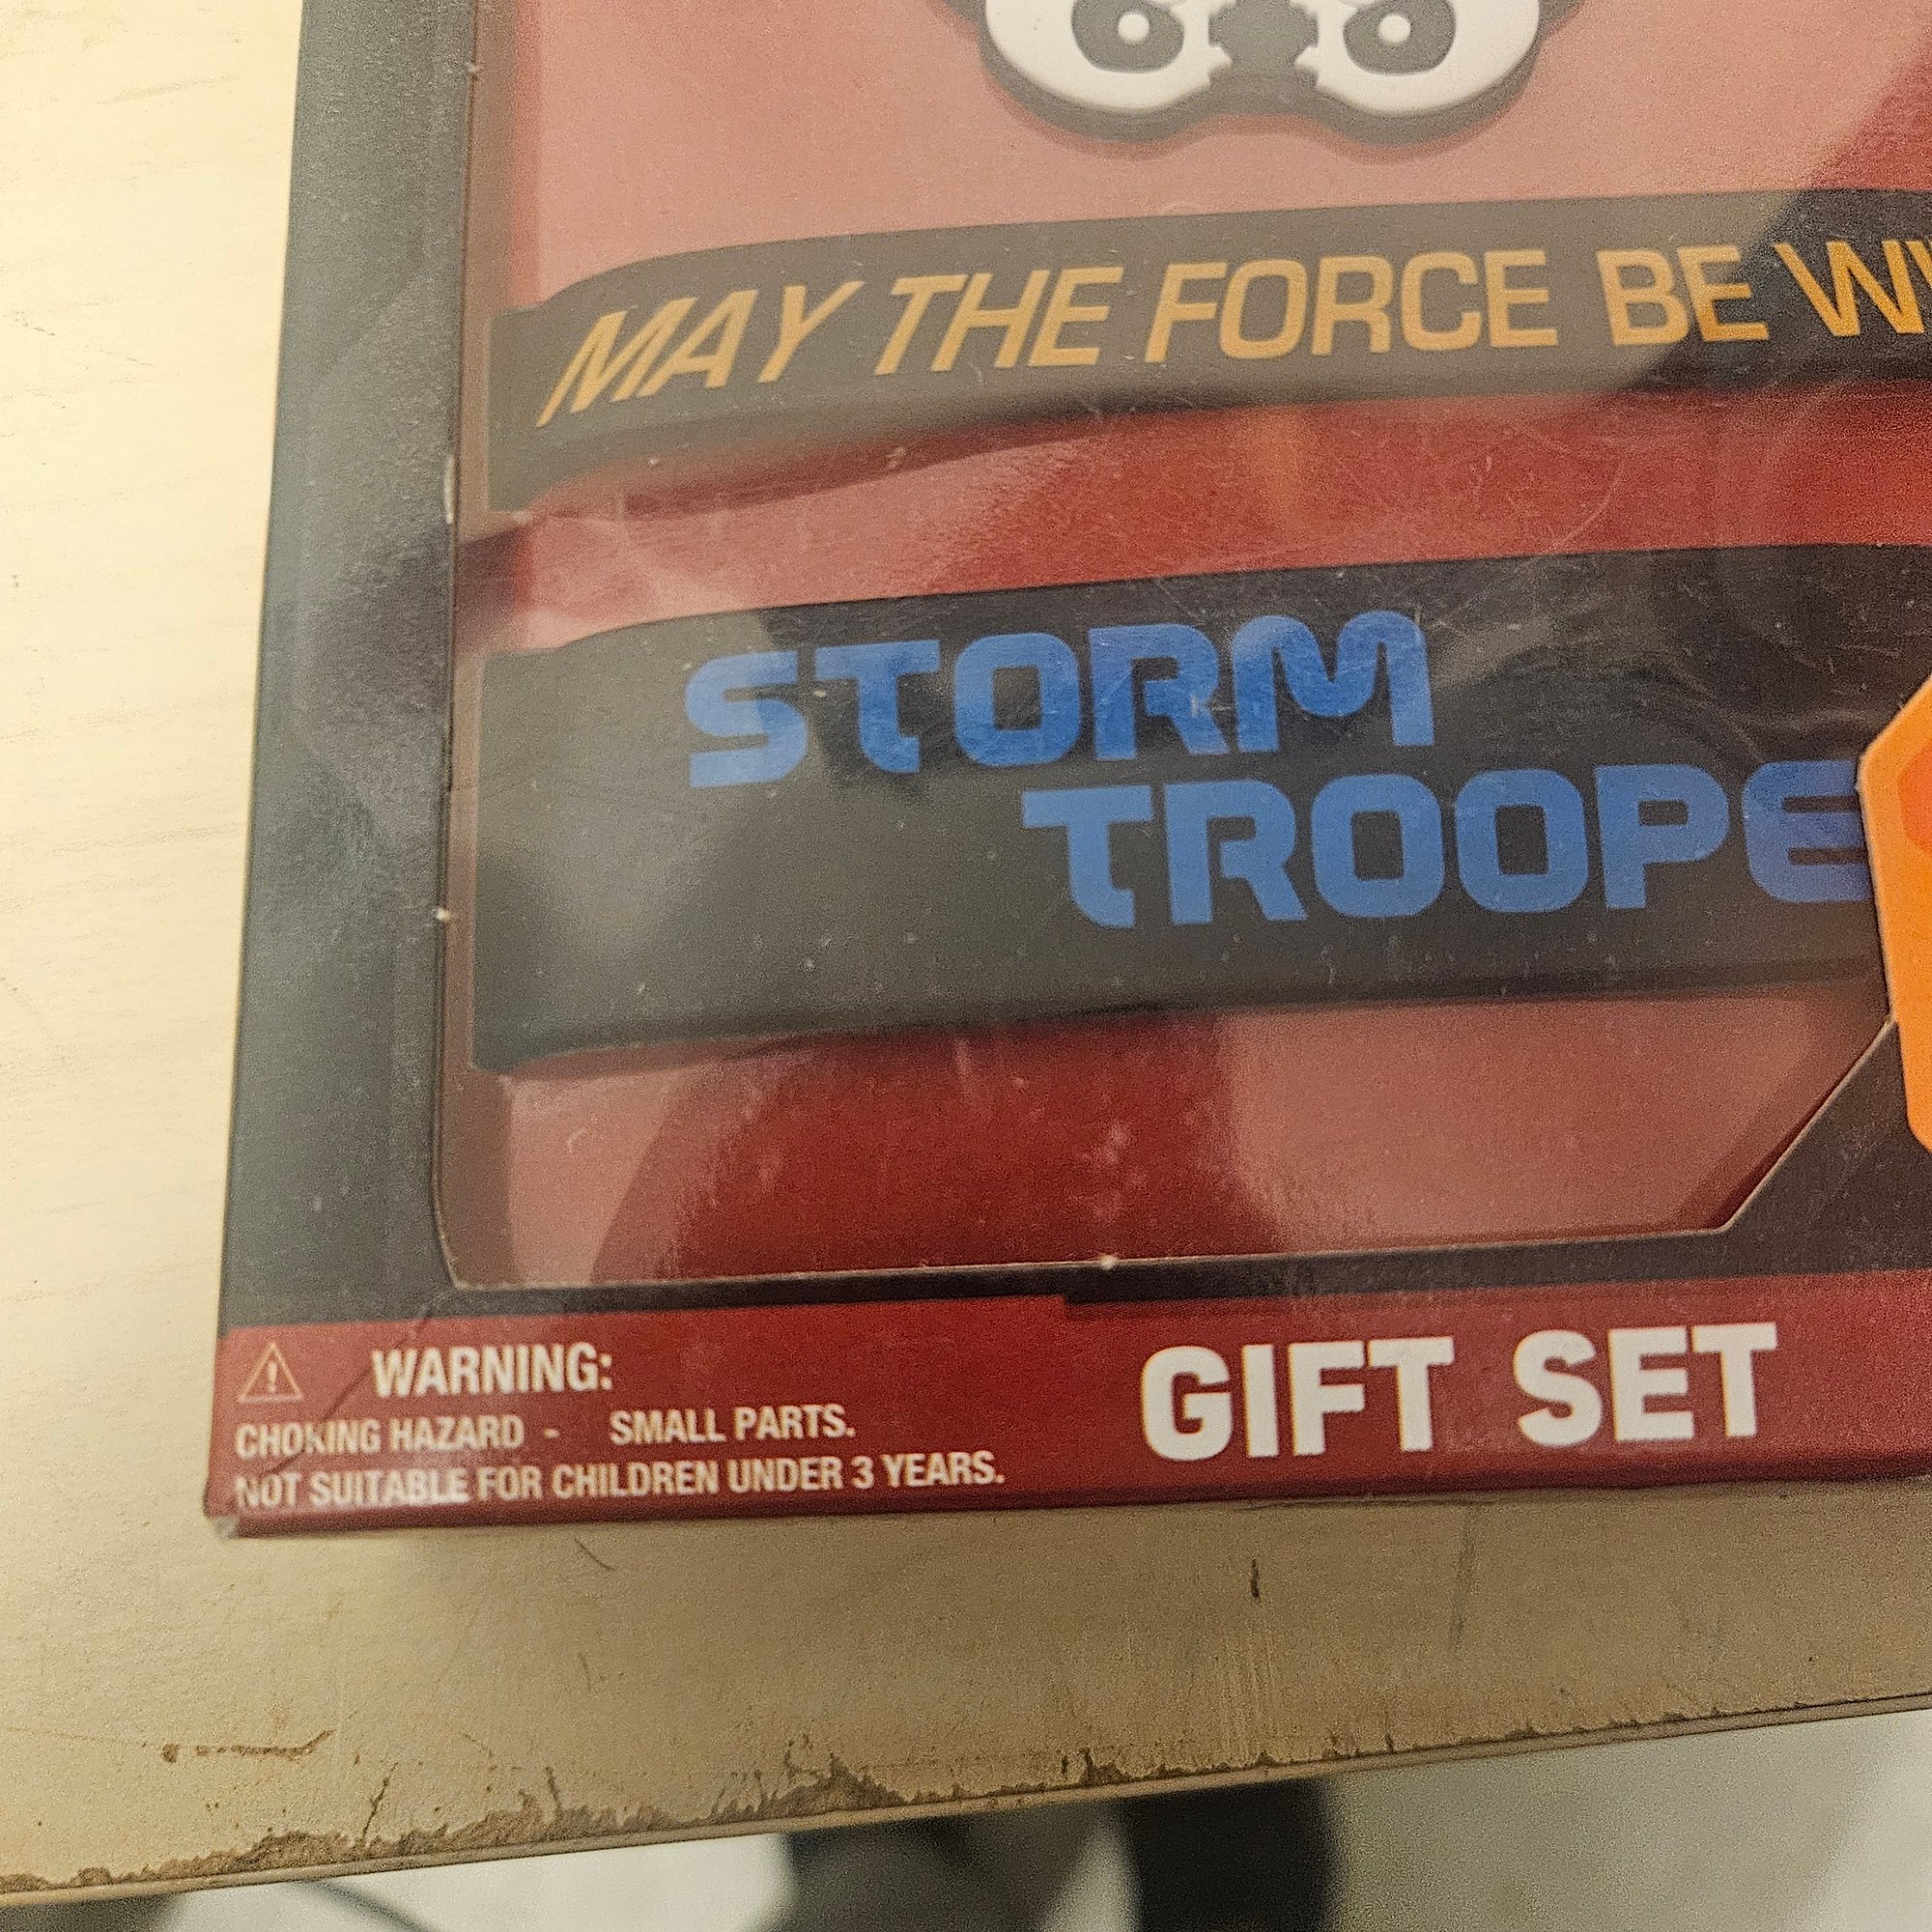 MAY THE FORCE BE
STORM
TROOPE
WARNING:
CHOKING HAZARD - SMALL PARTS.
NOT SUITABLE FOR CHILDREN UNDER 3 YEARS.
GIFT SET